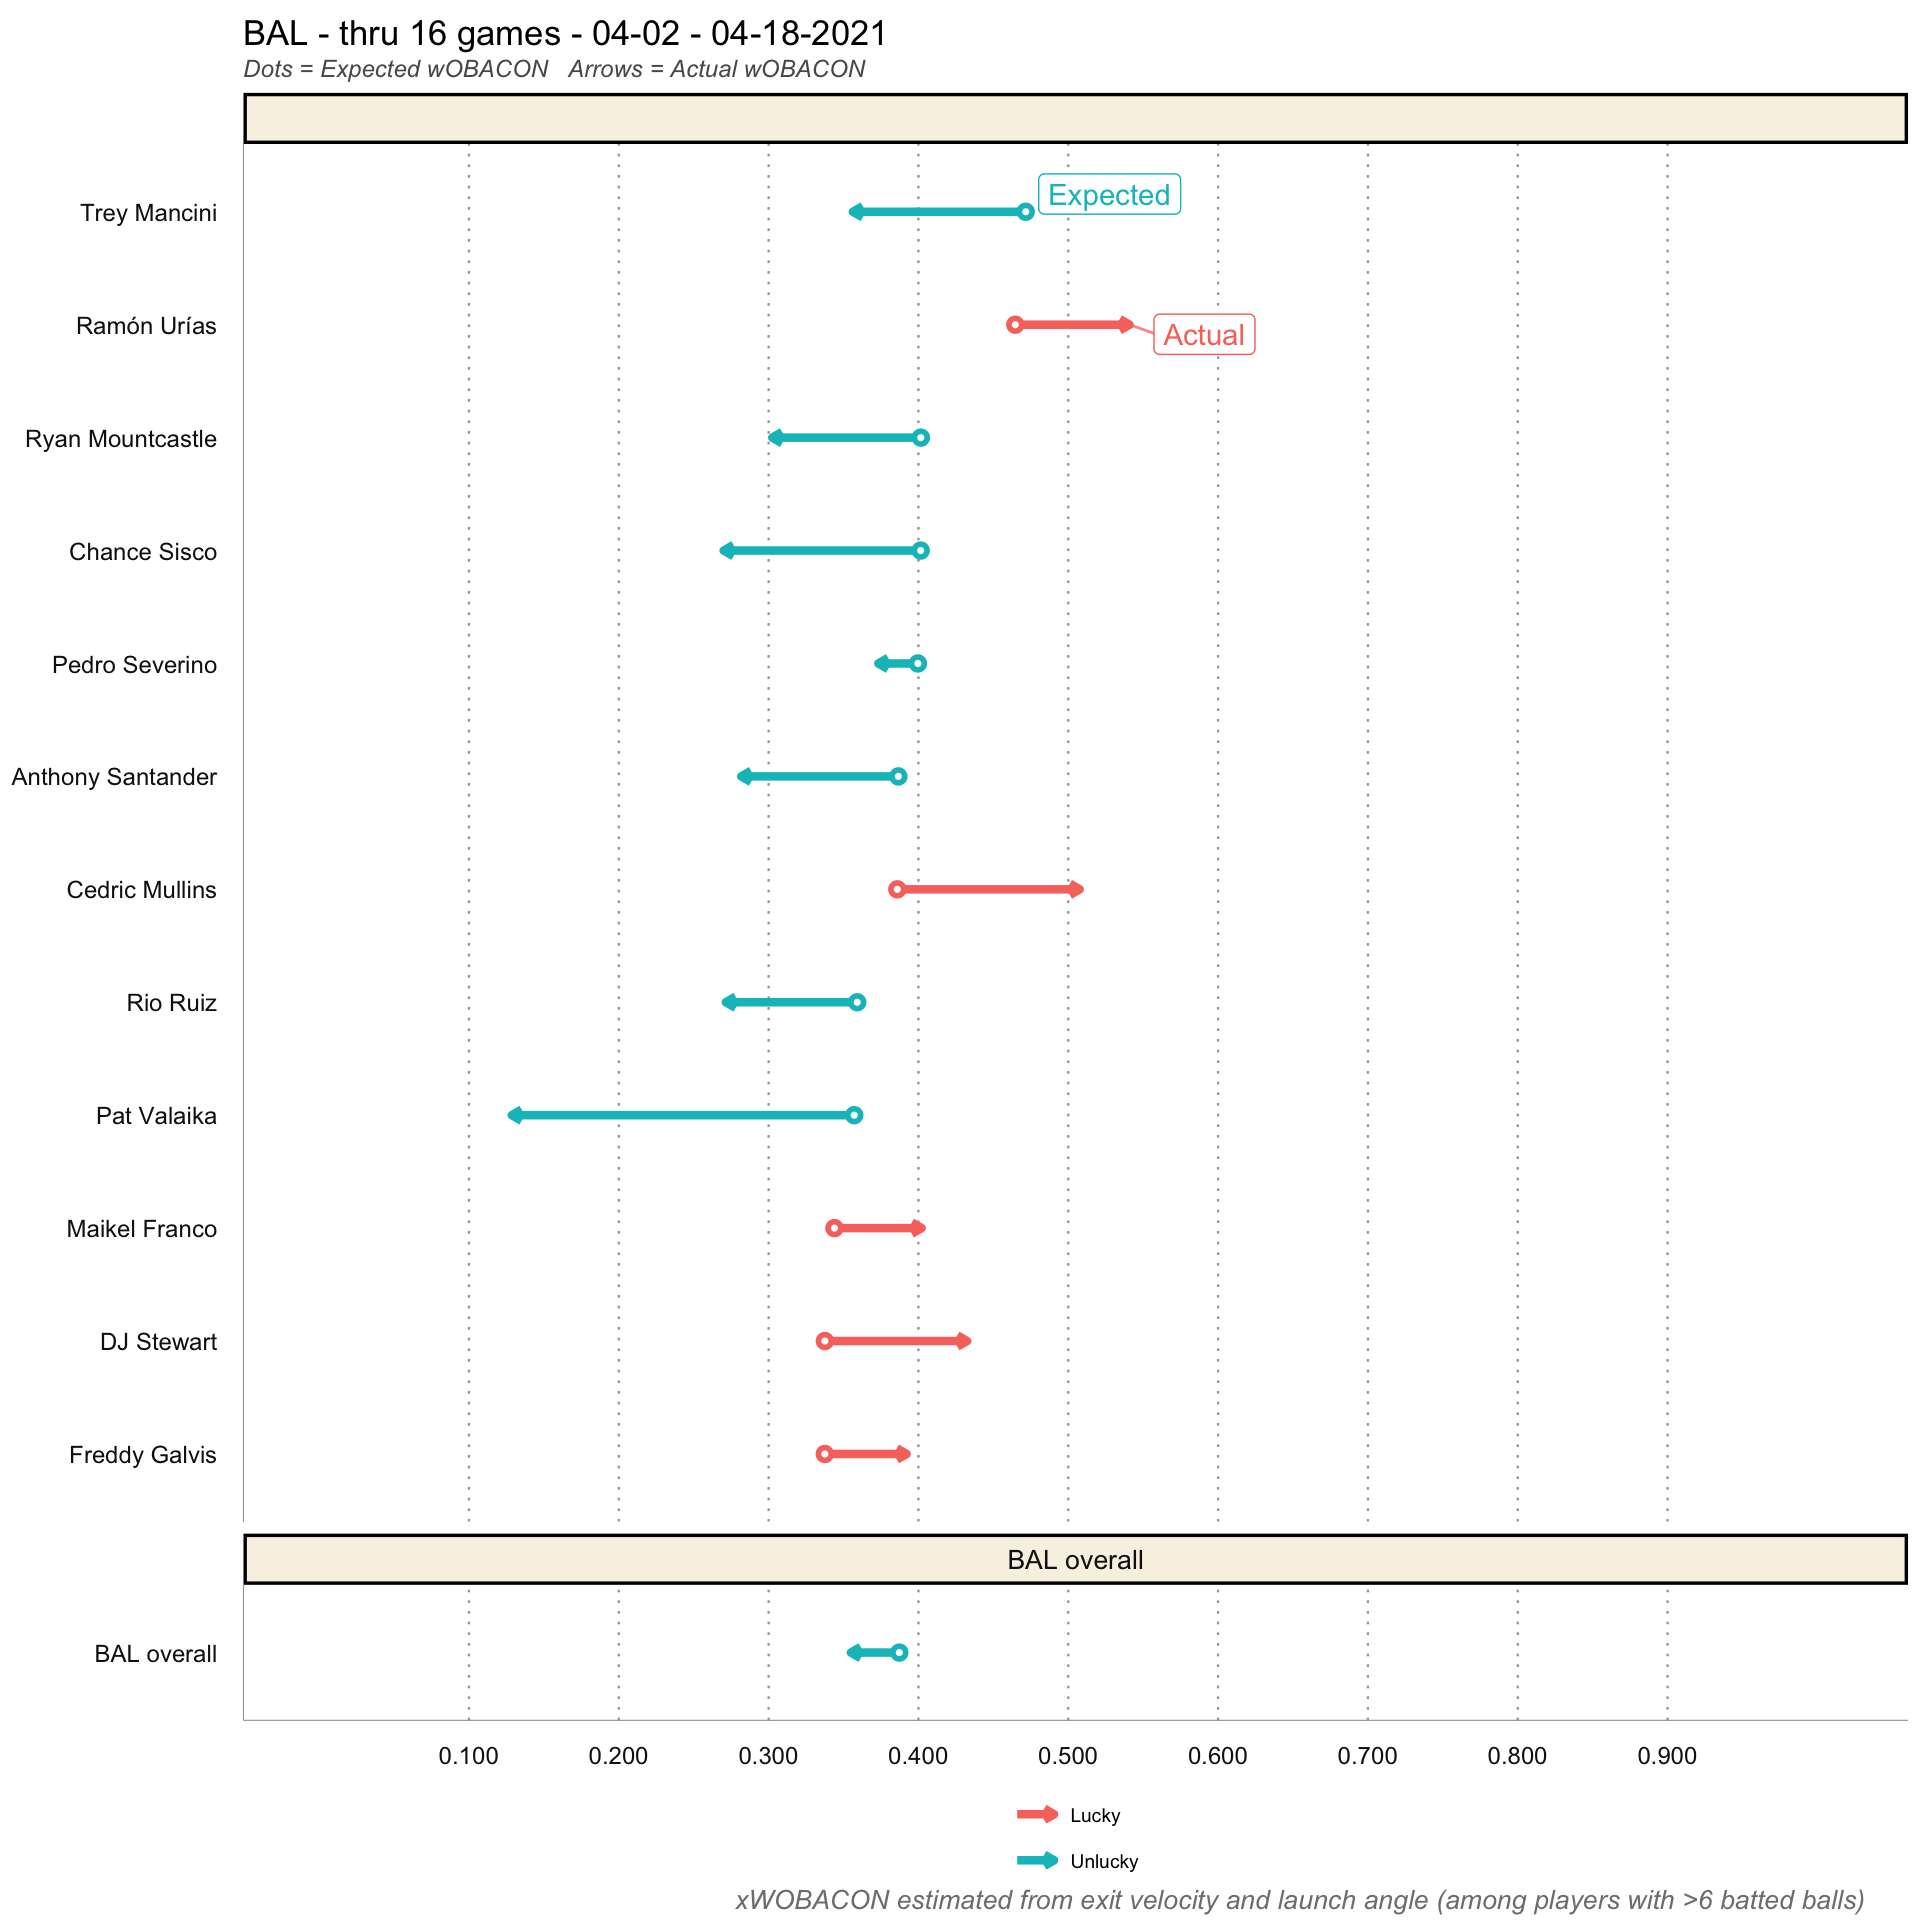 BAL - thru 16 games - 04-02 - 04-18-2021
Dots = Expected wOBACON   Arrows = Actual wOBACON
Trey Mancini
Expected
Ramón Urías
Actual
Ryan Mountcastle
Chance Sisco
Pedro Severino
Anthony Santander
Cedric Mullins
Rio Ruiz
Pat Valaika
Maikel Franco
DJ Stewart
Freddy Galvis
BAL overall
BAL overall
0.100 0.200 0.300 0.400 0.500 0.600 0.700 0.800 0.900
Lucky
Unlucky
xWOBACON estimated from exit velocity and launch angle (among players with >6 batted balls)